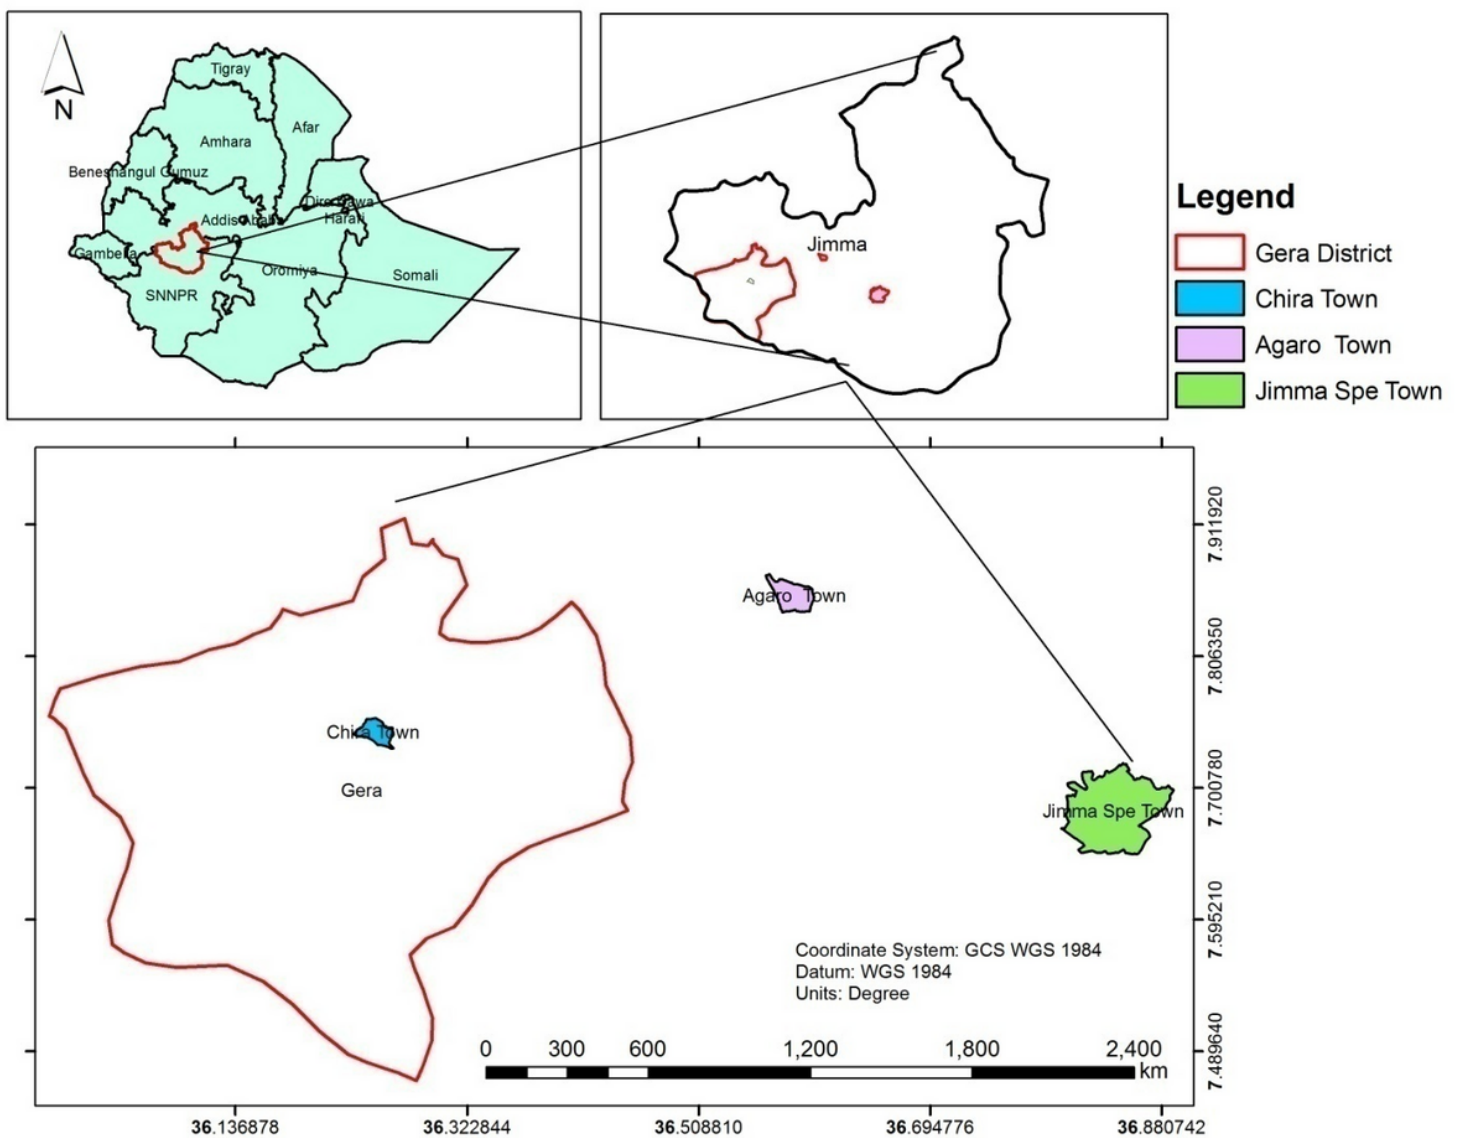 N
Tigray
Afar
Amhara
Beneshangul Gumuz
Dire Dawa
Harari
Addis Ababa
Gambella
Oromiya
Somali
SNNPR
Jimma
Legend
Gera District
Chira Town
Agaro  Town
Jimma Spe Town
Agaro  Town
Chira Town
Gera
Jimma Spe Town
7.911920
7.806350
7.700780
7.595210
7.489640
Coordinate System: GCS WGS 1984
Datum: WGS 1984
Units: Degree
0 300 600 1,200 1,800 2,400
km
36.136878 36.322844 36.508810 36.694776 36.880742